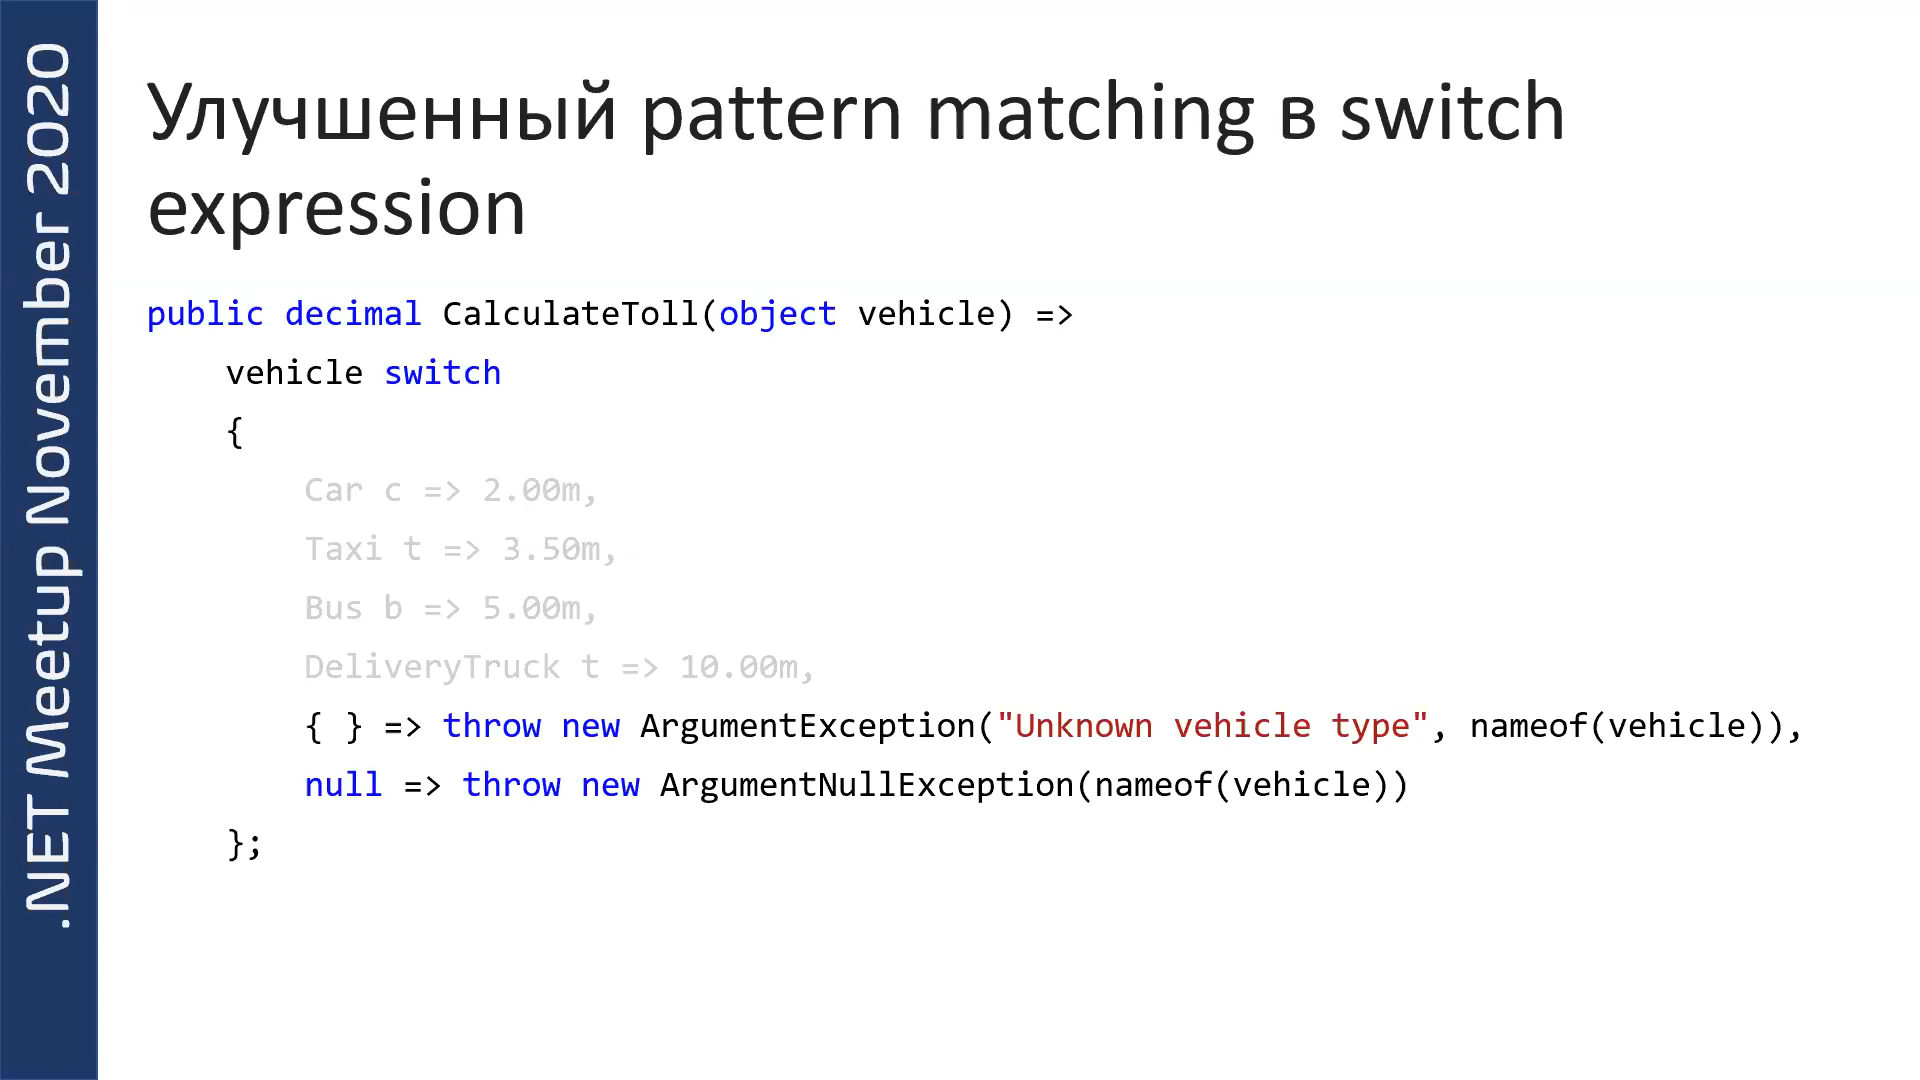 .NET Meetup November 2020
Улучшенный pattern matching в switch
expression
public decimal CalculateToll(object vehicle) =>
    vehicle switch
    {
        Car c => 2.00m,
        Taxi t => 3.50m,
        Bus b => 5.00m,
        DeliveryTruck t => 10.00m,
        { } => throw new ArgumentException("Unknown vehicle type", nameof(vehicle)),
        null => throw new ArgumentNullException(nameof(vehicle))
    };